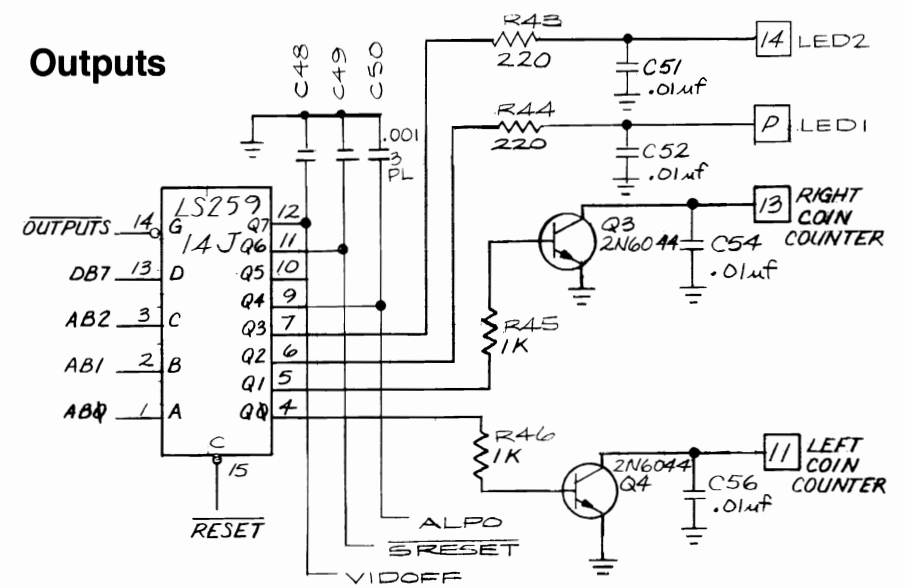 Outputs
C48
C49
C50
R43
220
C51
.01uf
14 LED2
R44
220
C52
.01uf
P LED1
.001
3
PL
LS259
14J
OUTPUTS 14 G
DB7 13 D
AB2 3 C
AB1 2 B
AB0 1 A
Q7 12
Q6 11
Q5 10
Q4 9
Q3 7
Q2 6
Q1 5
Q0 4
C
15
RESET
Q3
2N6044
C54
.01uf
13 RIGHT
COIN
COUNTER
R45
1K
R46
1K
2N6044
Q4
C56
.01uf
11 LEFT
COIN
COUNTER
ALPO
SRESET
VIDOFF